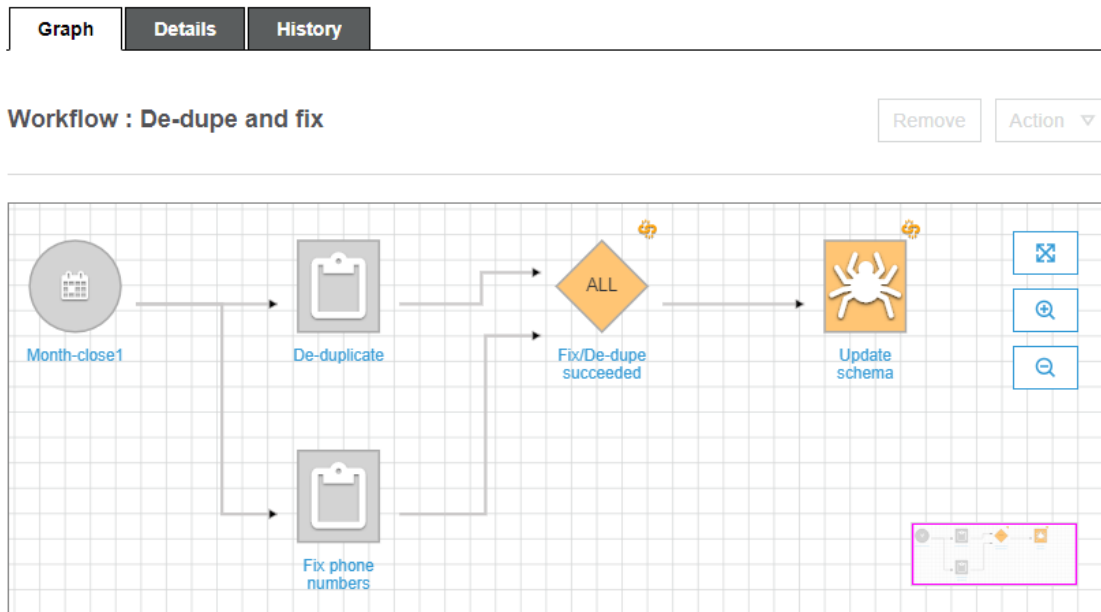 Graph Details History
Workflow : De-dupe and fix
Remove Action
ALL
Month-close1
De-duplicate
Fix/De-dupe
succeeded
Update
schema
Fix phone
numbers